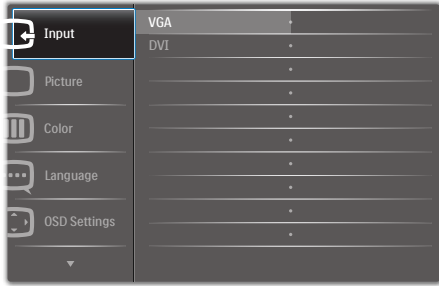 Input
VGA
DVI
Picture
Color
Language
OSD Settings